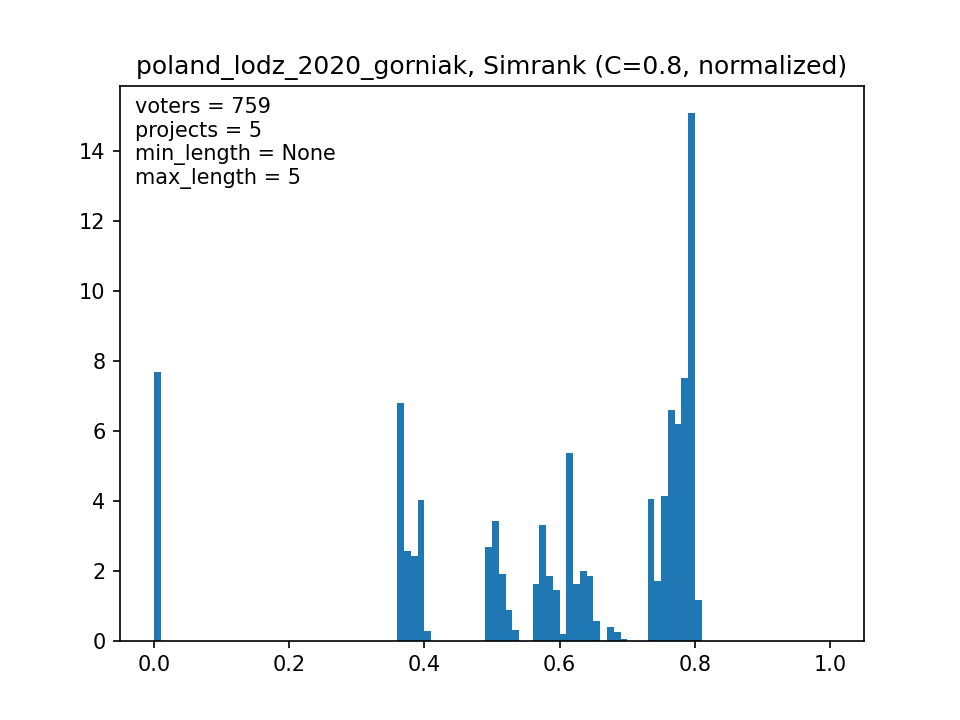 poland_lodz_2020_gorniak, Simrank (C=0.8, normalized)
voters = 759
projects = 5
min_length = None
max_length = 5
14
12
10
8
6
4
2
0
0.0 0.2 0.4 0.6 0.8 1.0